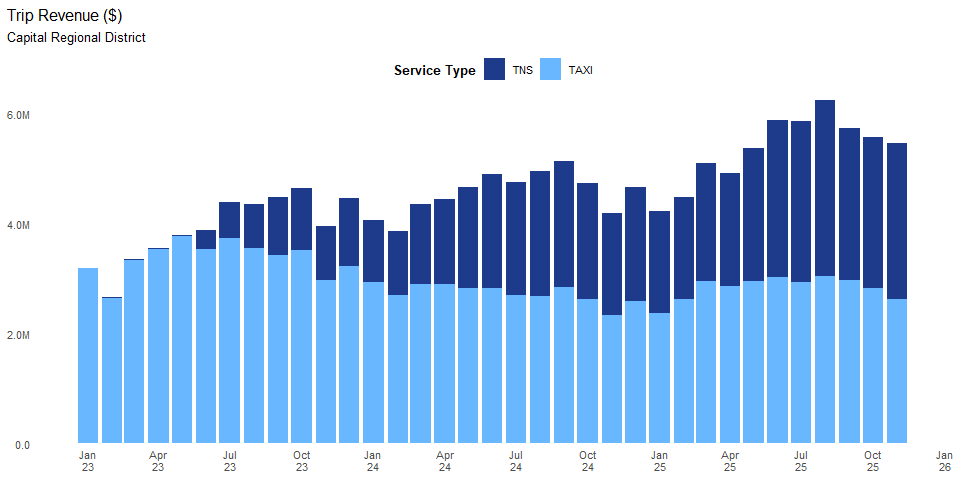 Trip Revenue ($)
Capital Regional District
Service Type TNS TAXI
6.0M
4.0M
2.0M
0.0
Jan Apr Jul Oct Jan Apr Jul Oct Jan Apr Jul Oct Jan
23 23 23 23 24 24 24 24 25 25 25 25 26